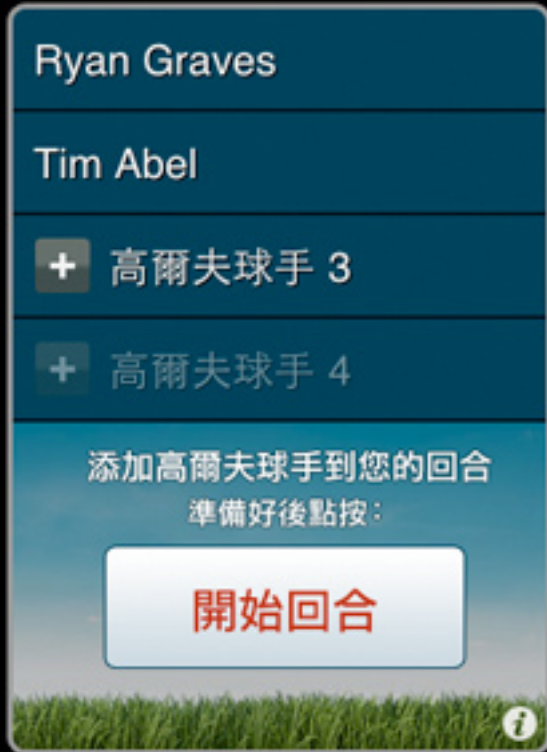 Ryan Graves
Tim Abel
+ 高爾夫球手 3
+ 高爾夫球手 4
添加高爾夫球手到您的回合
準備好後點按：
開始回合
i